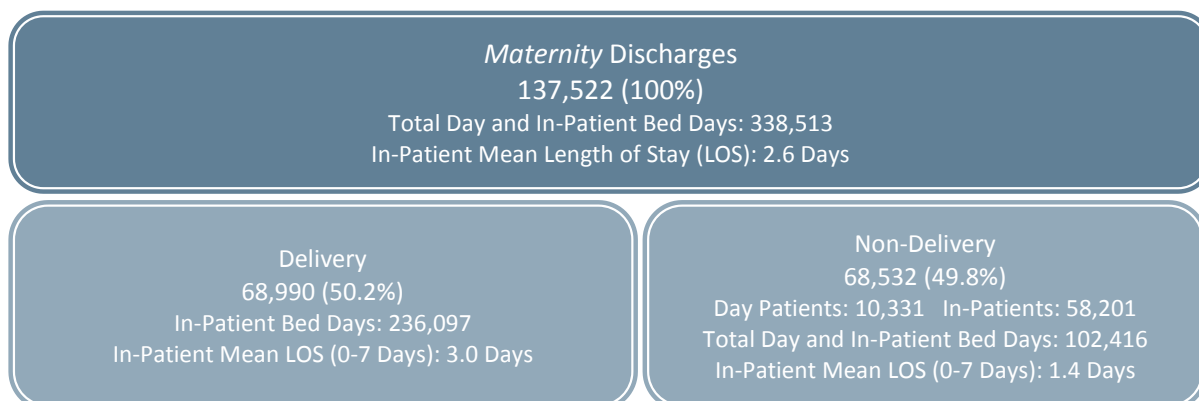 Maternity Discharges
137,522 (100%)
Total Day and In-Patient Bed Days: 338,513
In-Patient Mean Length of Stay (LOS): 2.6 Days
Delivery
68,990 (50.2%)
In-Patient Bed Days: 236,097
In-Patient Mean LOS (0-7 Days): 3.0 Days
Non-Delivery
68,532 (49.8%)
Day Patients: 10,331 In-Patients: 58,201
Total Day and In-Patient Bed Days: 102,416
In-Patient Mean LOS (0-7 Days): 1.4 Days